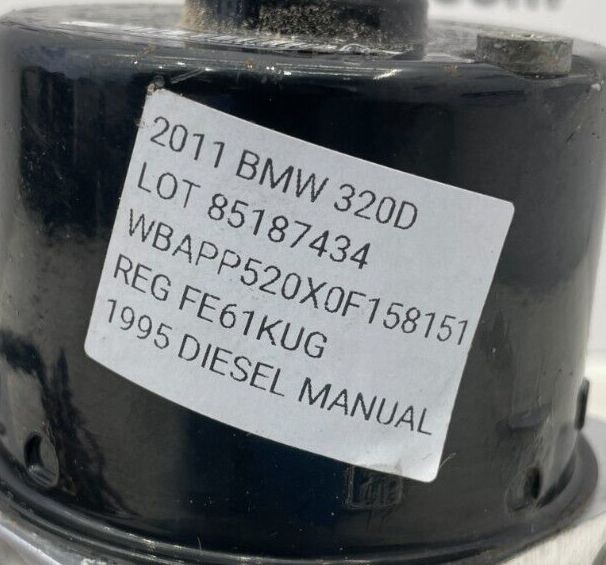 2011 BMW 320D
LOT 85187434
WBAPP520X0F158151
REG FE61KUG
1995 DIESEL MANUAL